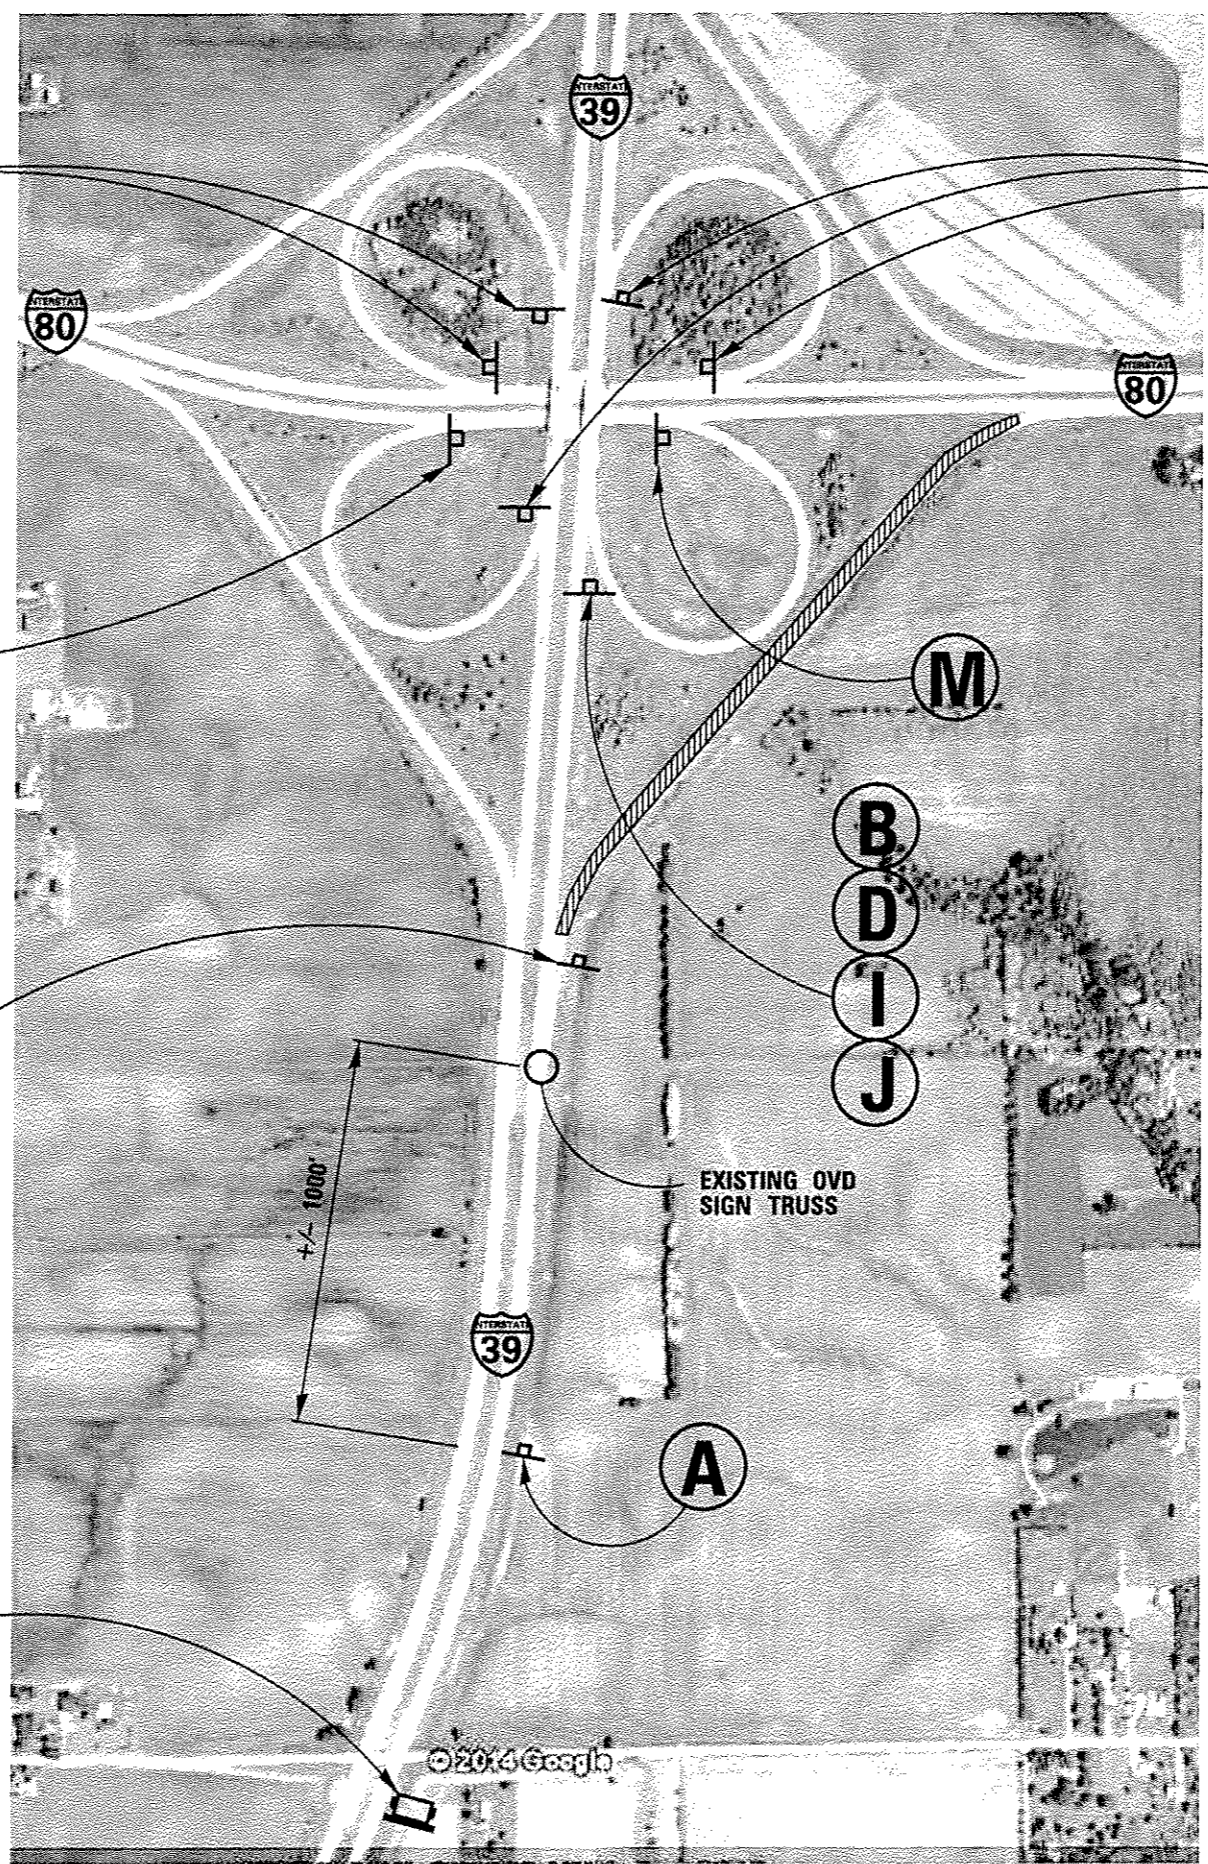 INTERSTATE
39
INTERSTATE
80
INTERSTATE
80
M
B
D
I
J
EXISTING OVD
SIGN TRUSS
+/- 1000'
INTERSTATE
39
A
© 2014 Google